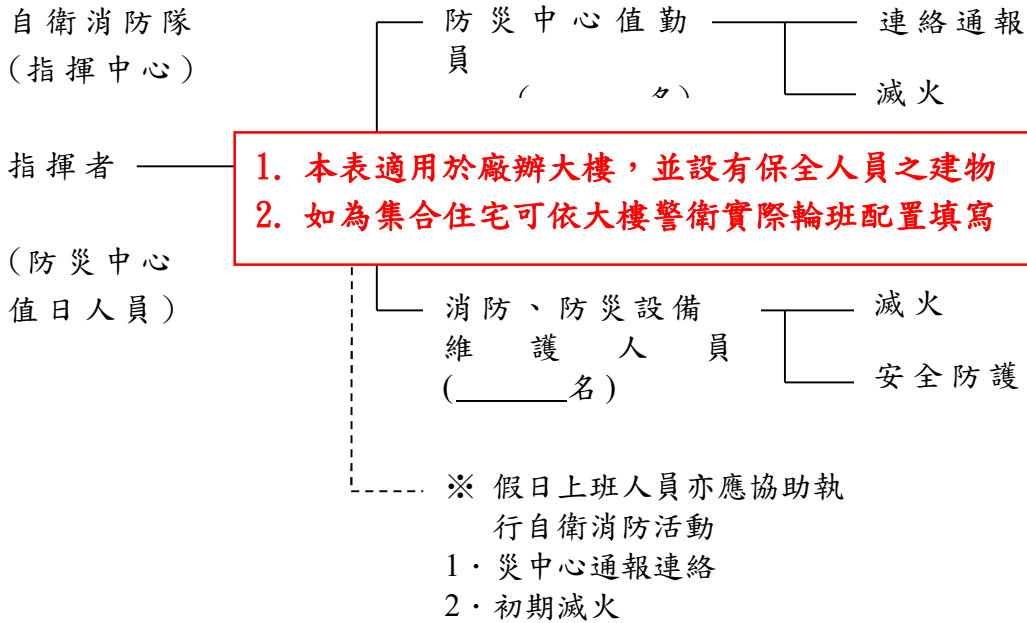 自衛消防隊
(指揮中心)
防災中心值勤
員
連絡通報
滅火
指揮者
1. 本表適用於廠辦大樓，並設有保全人員之建物
2. 如為集合住宅可依大樓警衛實際輪班配置填寫
(防災中心
值日人員)
消防、防災設備
維護人員
(______名)
滅火
安全防護
※ 假日上班人員亦應協助執
行自衛消防活動
1．災中心通報連絡
2．初期滅火